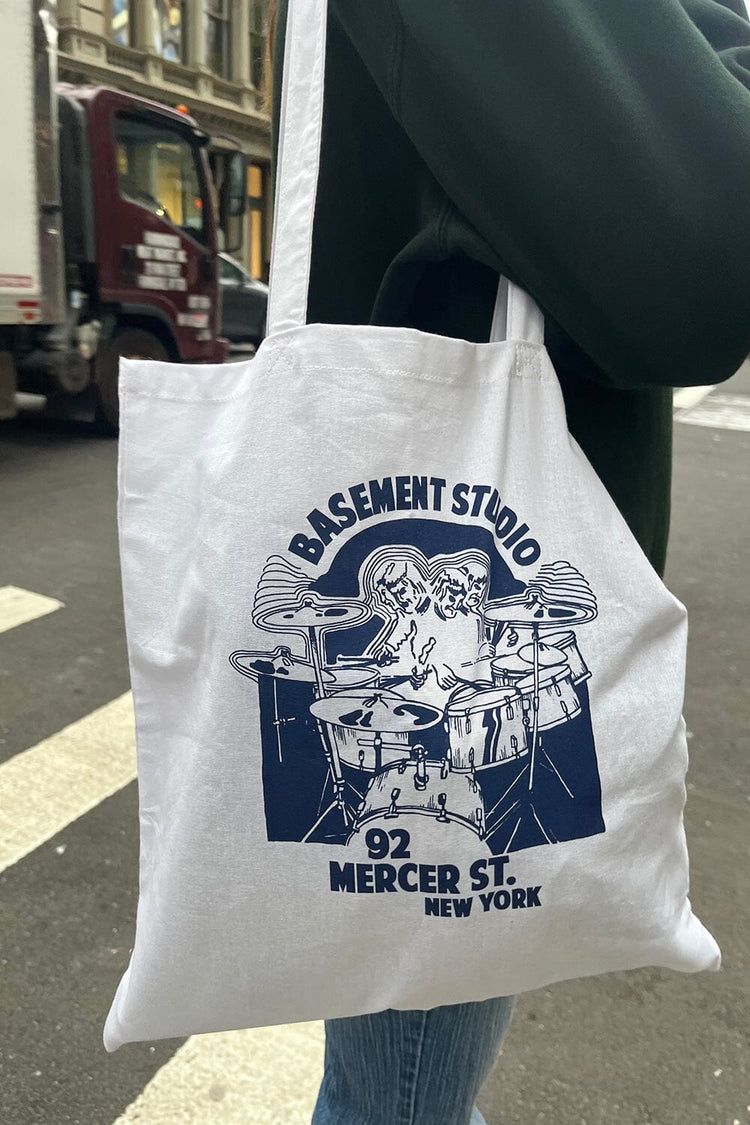 BASEMENT STUDIO
92
MERCER ST.
NEW YORK